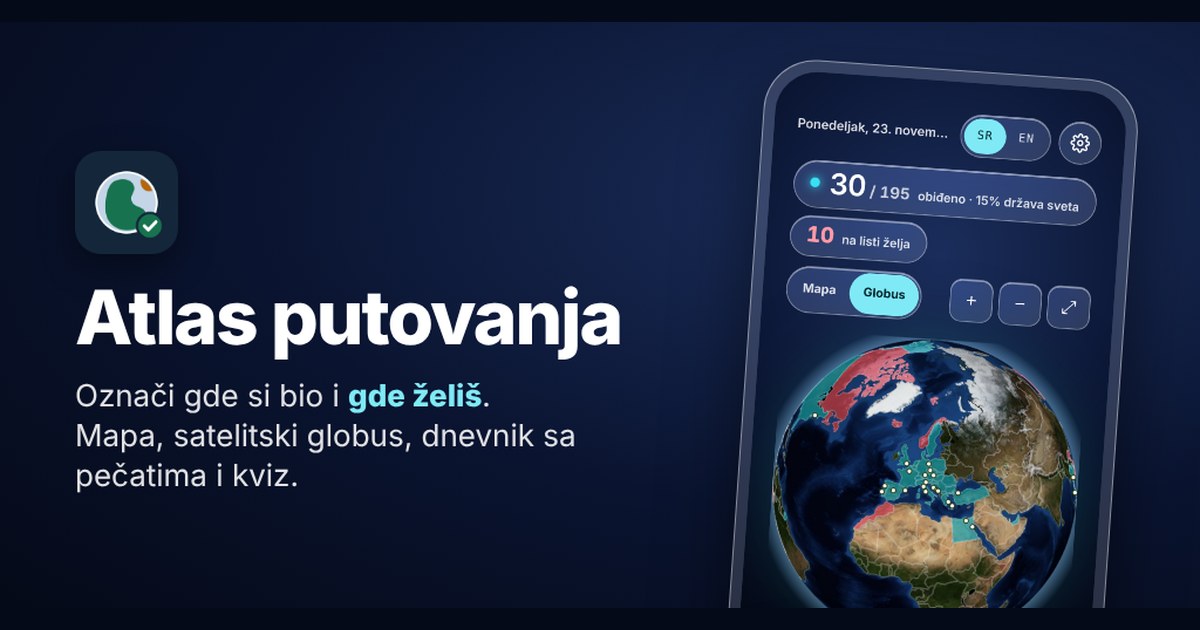 Atlas putovanja
Označi gde si bio i gde želiš.
Mapa, satelitski globus, dnevnik sa
pečatima i kviz.
Ponedeljak, 23. novem...
SR EN
30 / 195 obiđeno · 15% država sveta
10 na listi želja
Mapa Globus + −